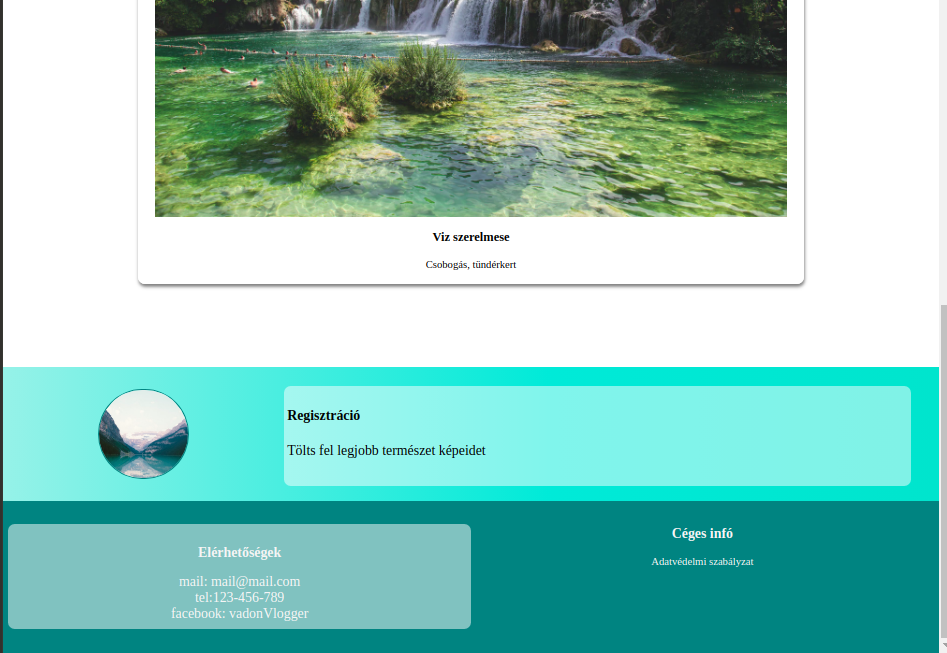 Viz szerelmese
Csobogás, tündérkert
Regisztráció
Tölts fel legjobb természet képeidet
Elérhetőségek
mail: mail@mail.com
tel:123-456-789
facebook: vadonVlogger
Céges infó
Adatvédelmi szabályzat